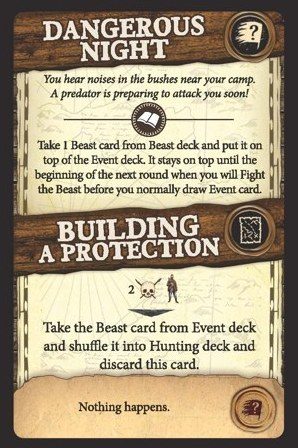 DANGEROUS
NIGHT
You hear noises in the bushes near your camp.
A predator is preparing to attack you soon!
Take 1 Beast card from Beast deck and put it on
top of the Event deck. It stays on top until the
beginning of the next round when you will Fight
the Beast before you normally draw Event card.
BUILDING
A PROTECTION
2
Take the Beast card from Event deck
and shuffle it into Hunting deck and
discard this card.
Nothing happens.
?